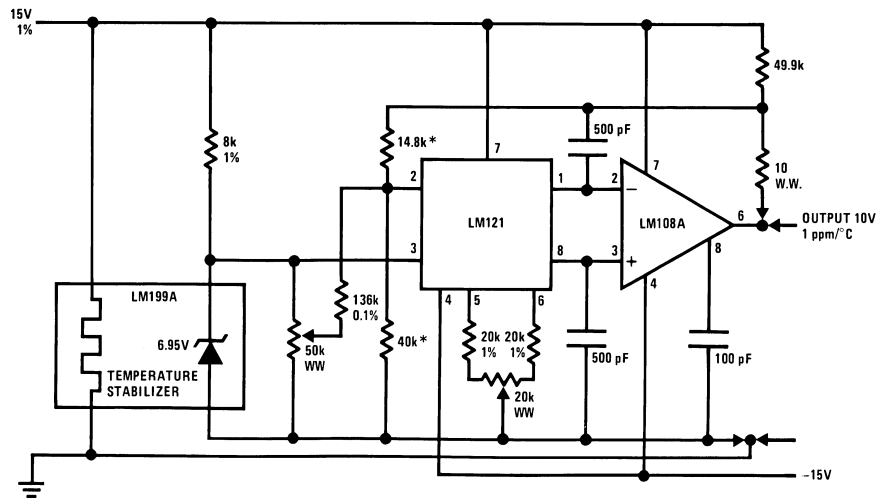 15V
1%
49.9k
8k
1%
14.8k*
500 pF
7
7
10
W.W.
2
1
2
−
LM121
LM108A
6
OUTPUT 10V
1 ppm/°C
3
8
3
+
8
LM199A
136k
0.1%
4
5
6
4
6.95V
50k
WW
40k*
20k
1%
20k
1%
500 pF
100 pF
TEMPERATURE
STABILIZER
20k
WW
−15V